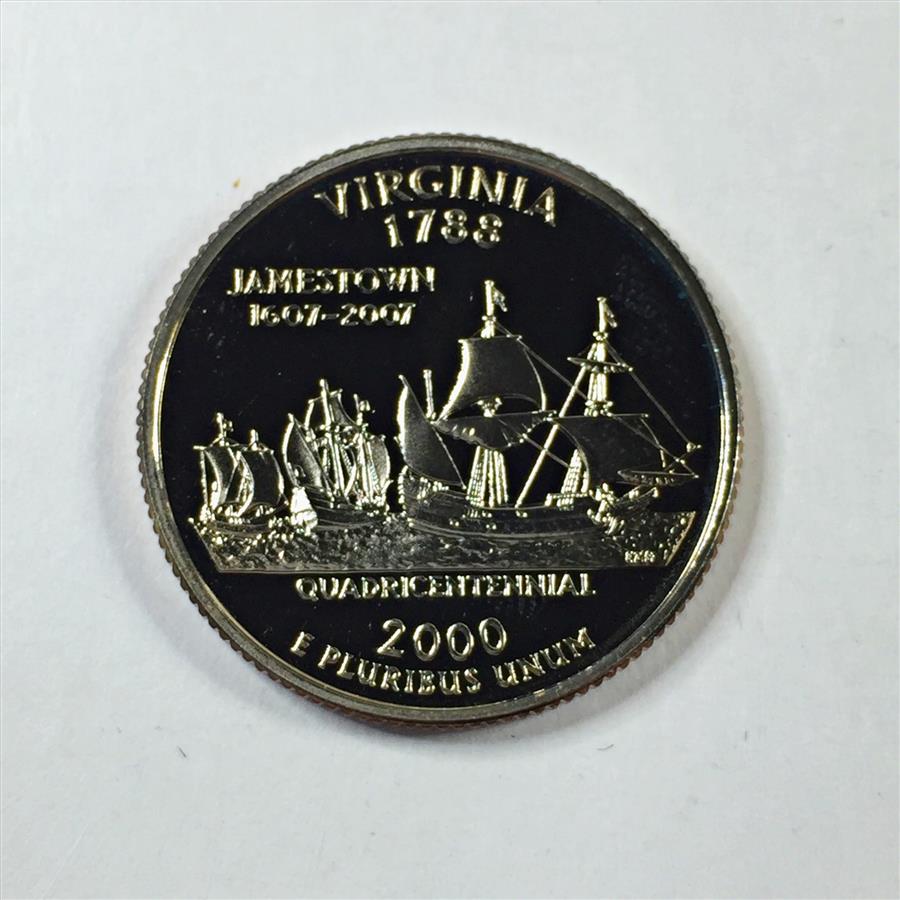 VIRGINIA
1788
JAMESTOWN
1607-2007
QUADRICENTENNIAL
2000
E PLURIBUS UNUM